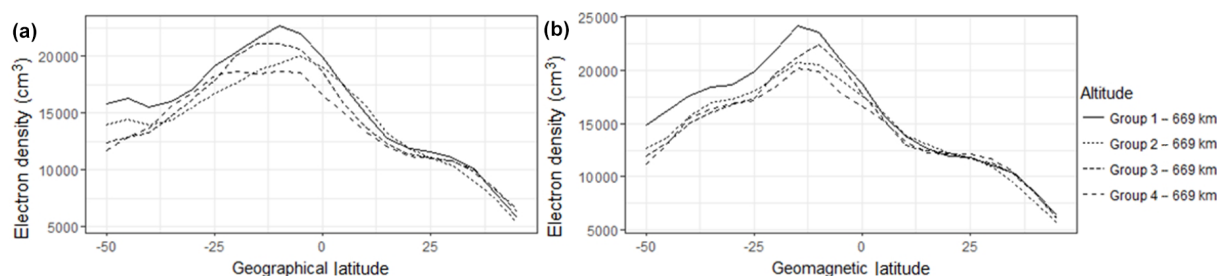 (a)
Electron density (cm³)
20000
15000
10000
5000
-50
-25
0
25
Geographical latitude
(b)
Electron density (cm³)
25000
20000
15000
10000
5000
-50
-25
0
25
Geomagnetic latitude
Altitude
Group 1 – 669 km
Group 2 – 669 km
Group 3 – 669 km
Group 4 – 669 km